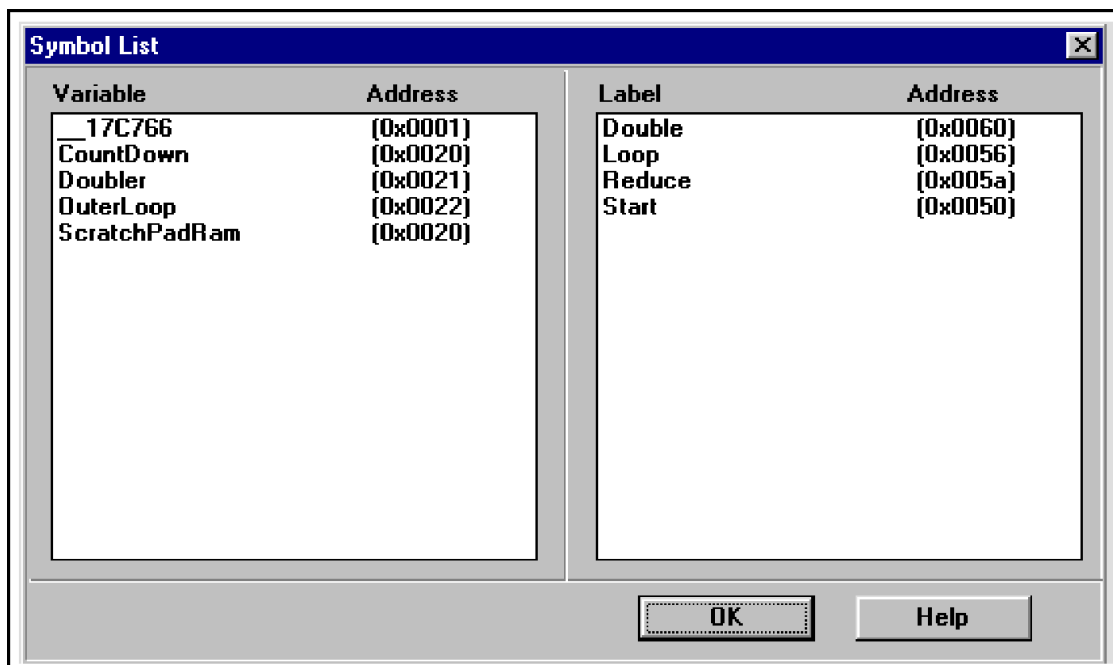 Symbol List
Variable Address
__17C766 (0x0001)
CountDown (0x0020)
Doubler (0x0021)
OuterLoop (0x0022)
ScratchPadRam (0x0020)
Label Address
Double (0x0060)
Loop (0x0056)
Reduce (0x005a)
Start (0x0050)
OK Help